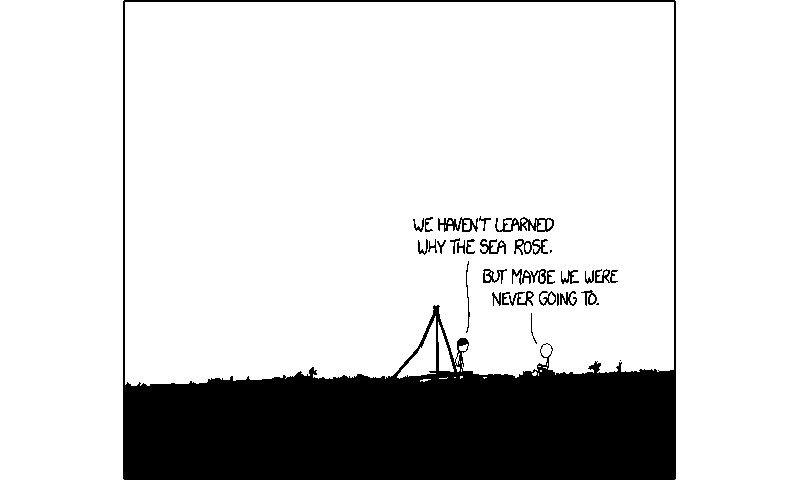 WE HAVEN'T LEARNED
WHY THE SEA ROSE.
BUT MAYBE WE WERE
NEVER GOING TO.